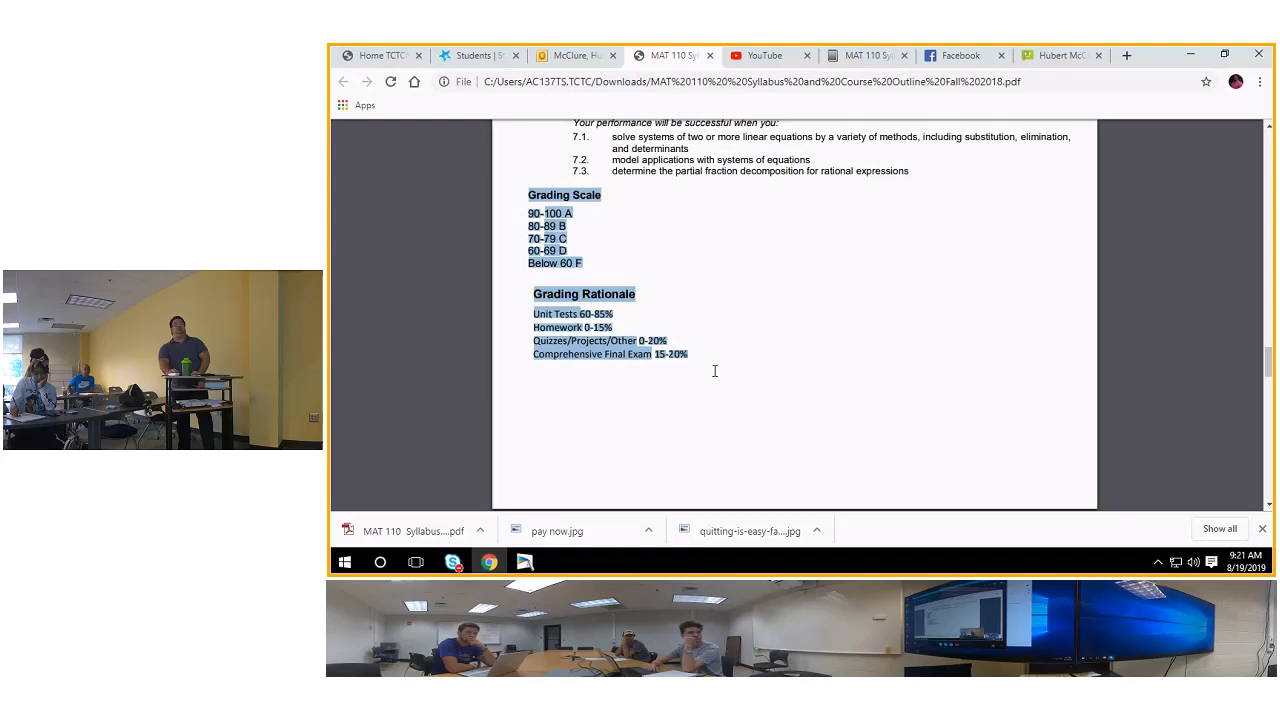 Home TCTC
Students | S
McClure, Hu
MAT 110 Sy
YouTube
MAT 110 Syl
Facebook
Hubert McC
File
C:/Users/AC137TS.TCTC/Downloads/MAT%20110%20%20Syllabus%20and%20Course%20Outline%20Fall%202018.pdf
Apps
Your performance will be successful when you:
7.1. solve systems of two or more linear equations by a variety of methods, including substitution, elimination,
and determinants
7.2. model applications with systems of equations
7.3. determine the partial fraction decomposition for rational expressions
Grading Scale
90-100 A
80-89 B
70-79 C
60-69 D
Below 60 F
Grading Rationale
Unit Tests 60-85%
Homework 0-15%
Quizzes/Projects/Other 0-20%
Comprehensive Final Exam 15-20%
MAT 110 Syllabus....pdf
pay now.jpg
quitting-is-easy-fa....jpg
Show all
9:21 AM
8/19/2019